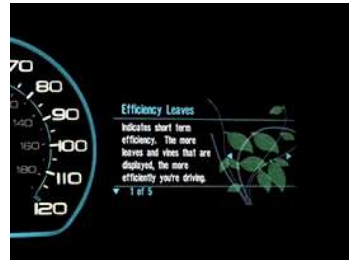 70
80
90
100
110
120
140
160
180
Efficiency Leaves
Indicates short term
efficiency. The more
leaves and vines that are
displayed, the more
efficiently you're driving.
1 of 5